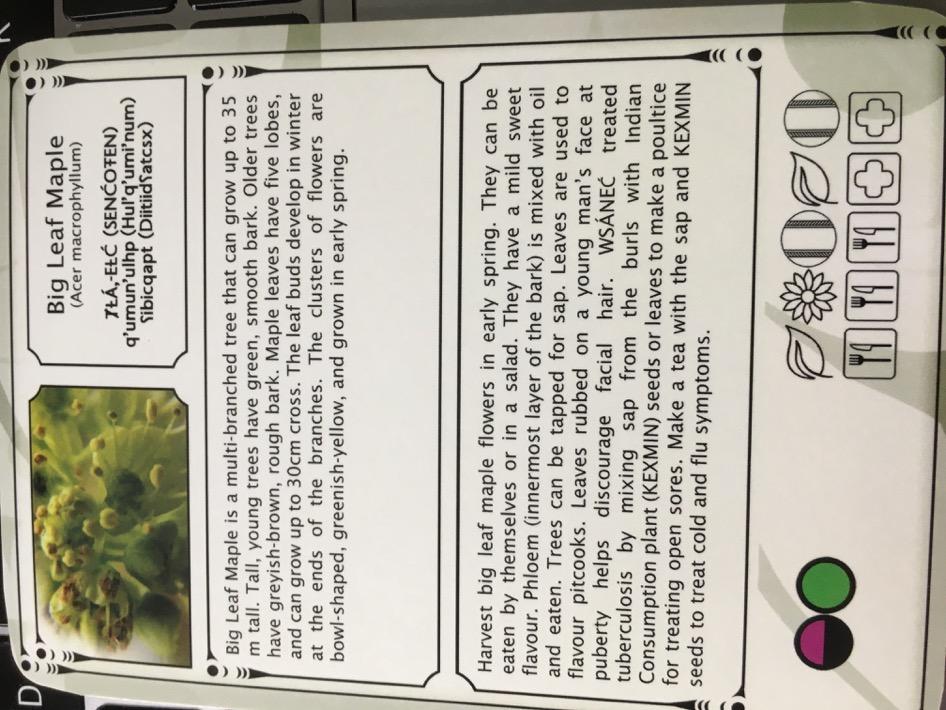 Big Leaf Maple
(Acer macrophyllum)
ȾȽÁ,-EȽĆ (SENĆOŦEN)
q'umun'ulhp (Hul'q'umi'num)
ʕibicqapt (Diitiidʕatcsx)
Big Leaf Maple is a multi-branched tree that can grow up to 35
m tall. Tall, young trees have green, smooth bark. Older trees
have greyish-brown, rough bark. Maple leaves have five lobes,
and can grow up to 30cm cross. The leaf buds develop in winter
at the ends of the branches. The clusters of flowers are
bowl-shaped, greenish-yellow, and grown in early spring.
Harvest big leaf maple flowers in early spring. They can be
eaten by themselves or in a salad. They have a mild sweet
flavour. Phloem (innermost layer of the bark) is mixed with oil
and eaten. Trees can be tapped for sap. Leaves are used to
flavour pitcooks. Leaves rubbed on a young man's face at
puberty helps discourage facial hair. WSÁNEĆ treated
tuberculosis by mixing sap from the burls with Indian
Consumption plant (KEXMIN) seeds or leaves to make a poultice
for treating open sores. Make a tea with the sap and KEXMIN
seeds to treat cold and flu symptoms.
D
K